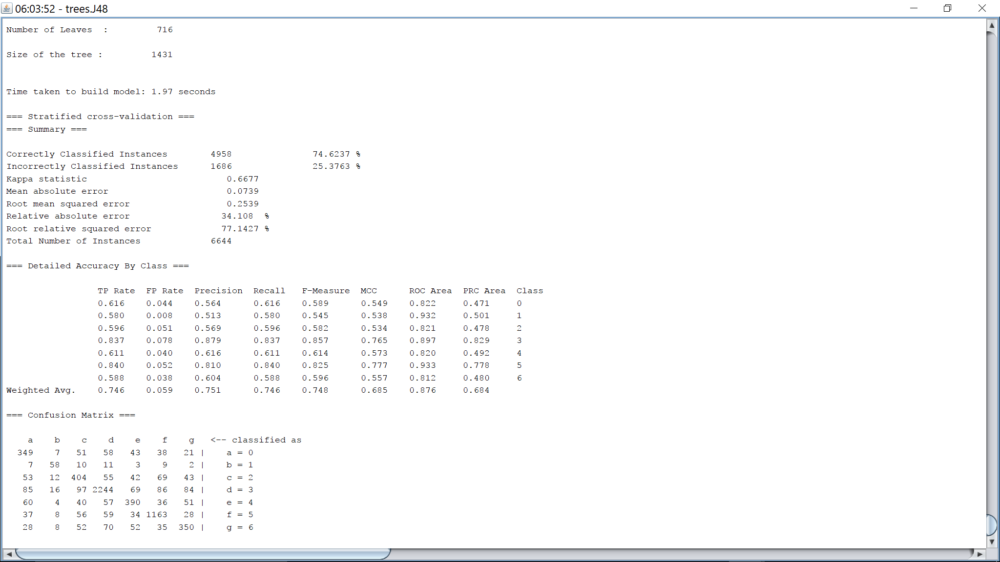 06:03:52 - trees.J48
Number of Leaves  :         716
Size of the tree :         1431
Time taken to build model: 1.97 seconds
=== Stratified cross-validation ===
=== Summary ===
Correctly Classified Instances        4958               74.6237 %
Incorrectly Classified Instances      1686               25.3763 %
Kappa statistic                          0.6677
Mean absolute error                      0.0739
Root mean squared error                  0.2539
Relative absolute error                 34.108  %
Root relative squared error             77.1427 %
Total Number of Instances             6644
=== Detailed Accuracy By Class ===
                 TP Rate  FP Rate  Precision  Recall   F-Measure  MCC      ROC Area  PRC Area  Class
                 0.616    0.044    0.564      0.616    0.589      0.549    0.822     0.471     0
                 0.580    0.008    0.513      0.580    0.545      0.538    0.932     0.501     1
                 0.596    0.051    0.569      0.596    0.582      0.534    0.821     0.478     2
                 0.837    0.078    0.879      0.837    0.857      0.765    0.897     0.829     3
                 0.611    0.040    0.616      0.611    0.614      0.573    0.820     0.492     4
                 0.840    0.052    0.810      0.840    0.825      0.777    0.933     0.778     5
                 0.588    0.038    0.604      0.588    0.596      0.557    0.812     0.480     6
Weighted Avg.    0.746    0.059    0.751      0.746    0.748      0.685    0.876     0.684
=== Confusion Matrix ===
    a    b    c    d    e    f    g   <-- classified as
  349    7   51   58   43   38   21 |    a = 0
    7   58   10   11    3    9    2 |    b = 1
   53   12  404   55   42   69   43 |    c = 2
   85   16   97 2244   69   86   84 |    d = 3
   60    4   40   57  390   36   51 |    e = 4
   37    8   56   59   34 1163   28 |    f = 5
   28    8   52   70   52   35  350 |    g = 6